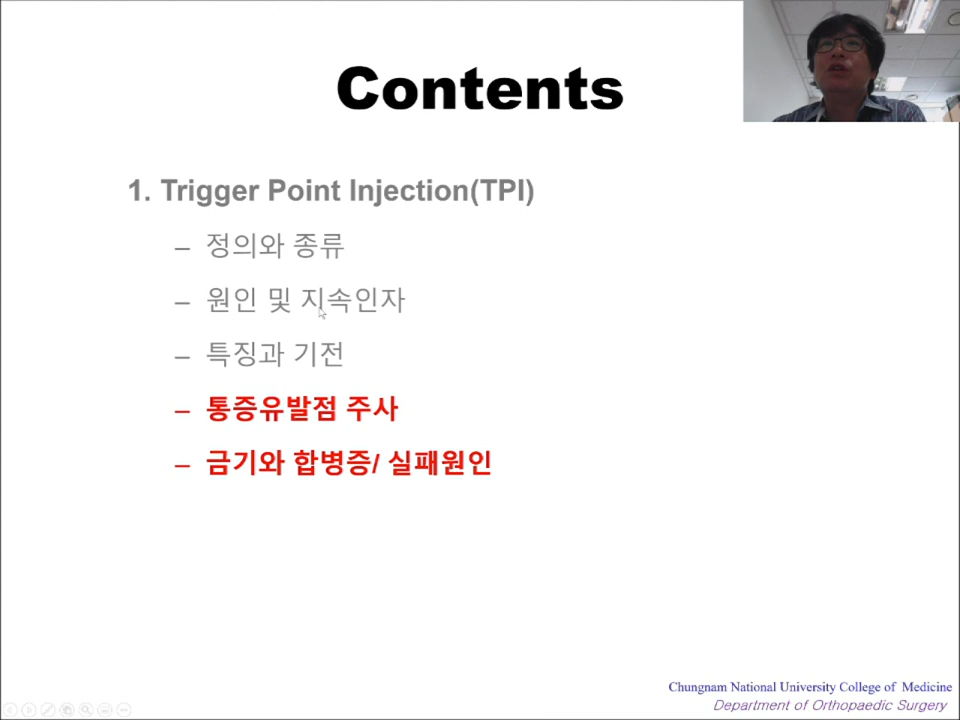 Contents
1. Trigger Point Injection(TPI)
– 정의와 종류
– 원인 및 지속인자
– 특징과 기전
– 통증유발점 주사
– 금기와 합병증/ 실패원인
Chungnam National University College of Medicine
Department of Orthopaedic Surgery